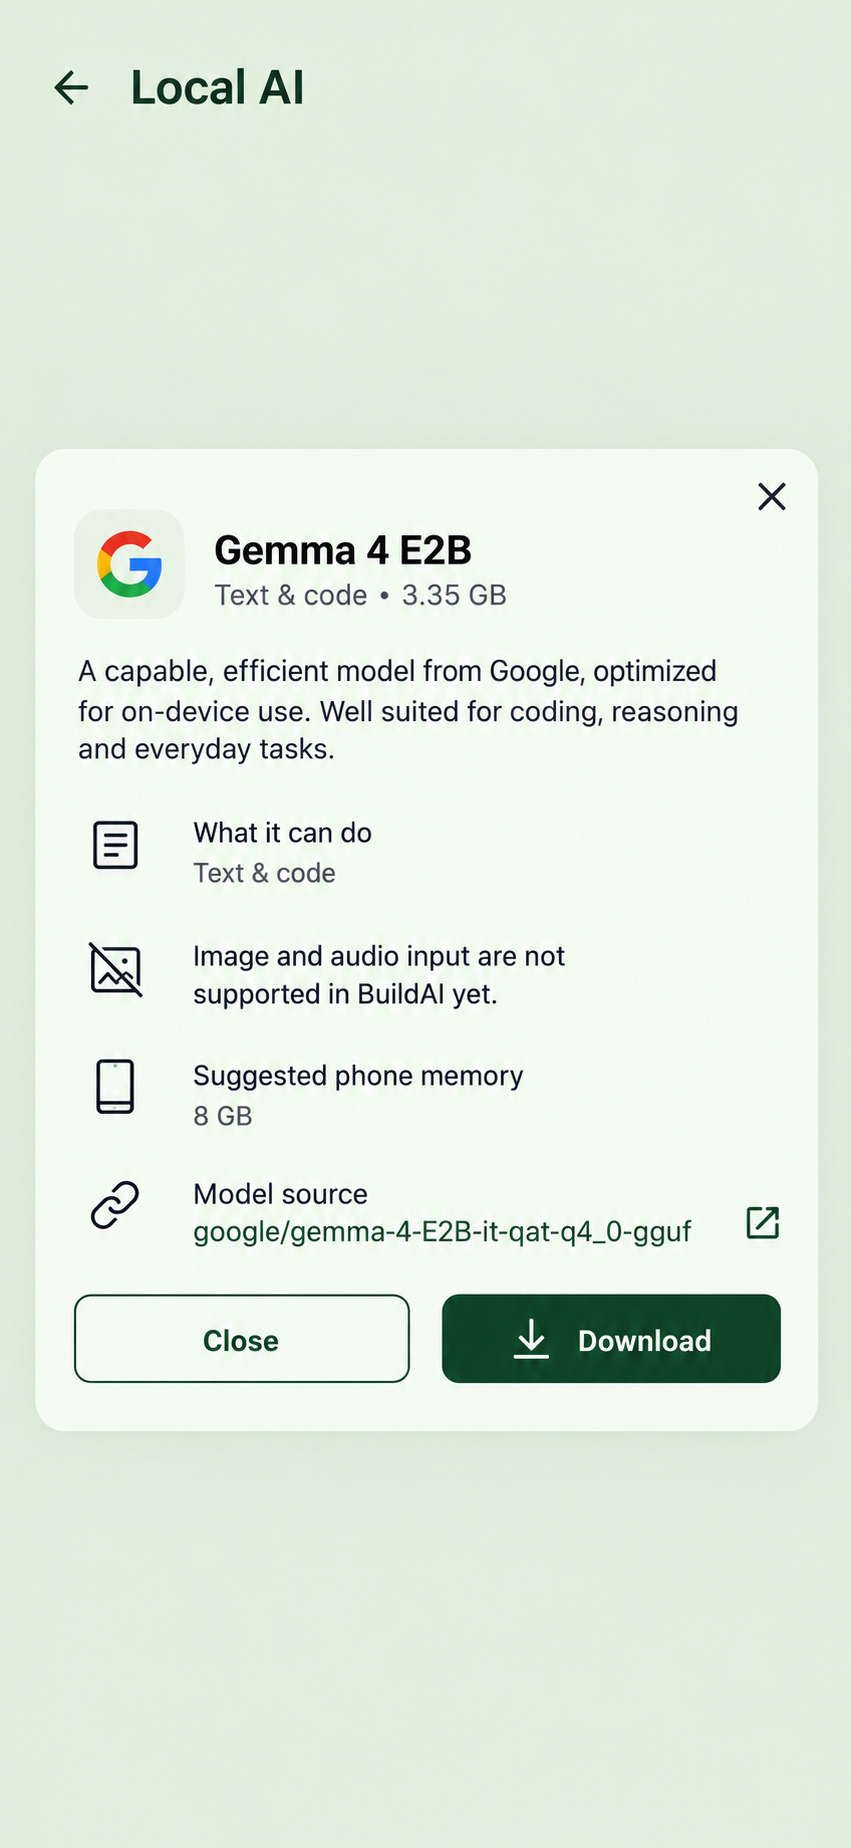 Local AI
Gemma 4 E2B
Text & code • 3.35 GB
A capable, efficient model from Google, optimized
for on-device use. Well suited for coding, reasoning
and everyday tasks.
What it can do
Text & code
Image and audio input are not
supported in BuildAI yet.
Suggested phone memory
8 GB
Model source
google/gemma-4-E2B-it-qat-q4_0-gguf
Close
Download